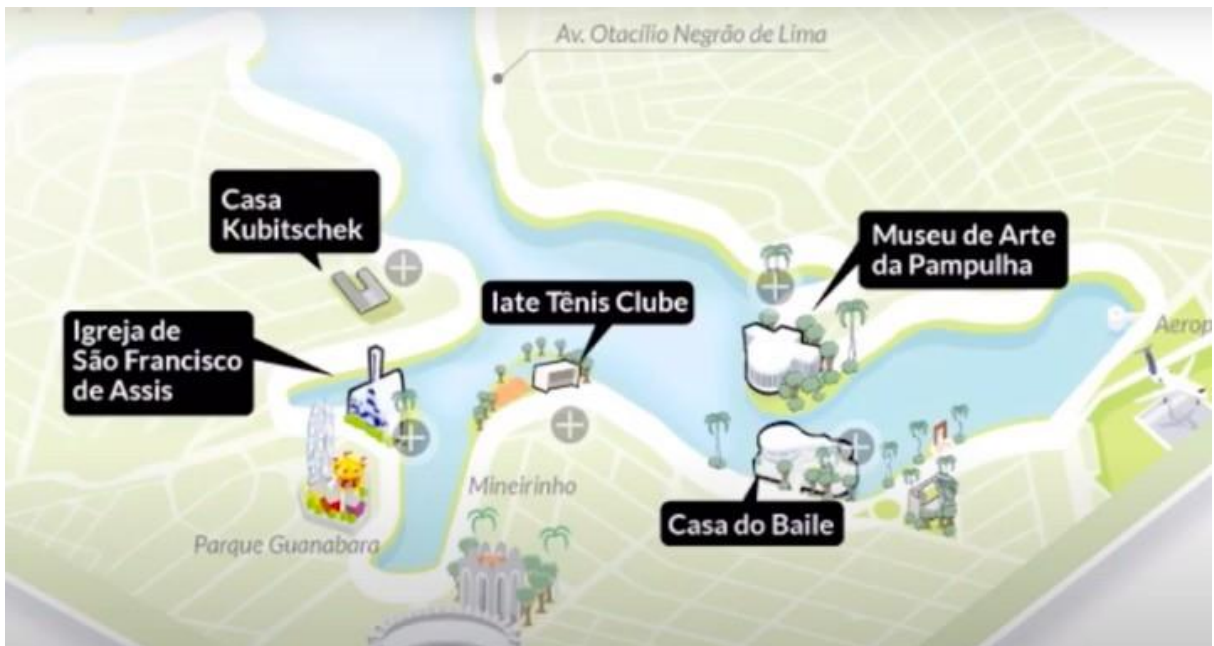 Av. Otacílio Negrão de Lima
Casa
Kubitschek
Museu de Arte
da Pampulha
Iate Tênis Clube
Igreja de
São Francisco
de Assis
Aerop
Mineirinho
Casa do Baile
Parque Guanabara